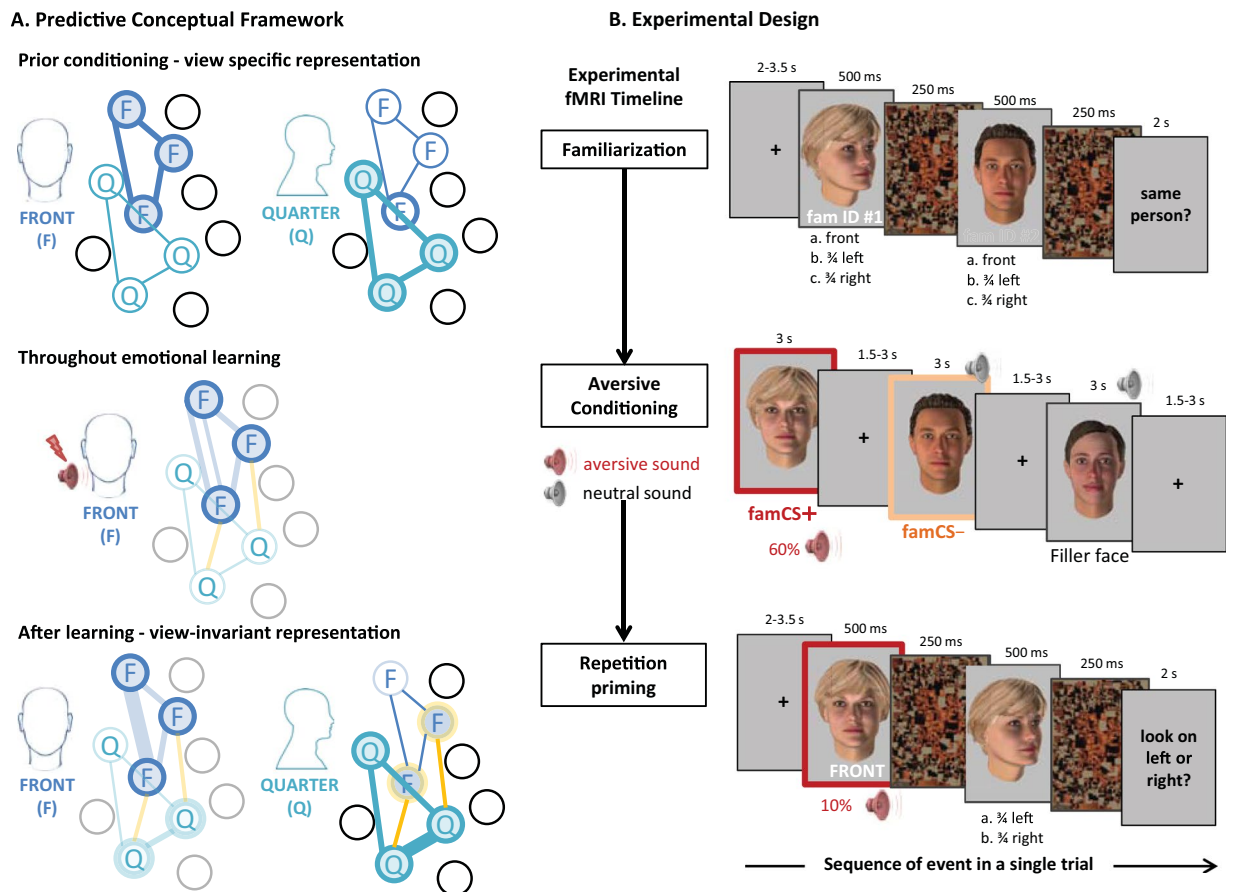 A. Predictive Conceptual Framework
Prior conditioning - view specific representation
F
F
F
Q
Q
Q
FRONT
(F)
F
F
F
Q
Q
Q
QUARTER
(Q)
Throughout emotional learning
F
F
F
Q
Q
Q
FRONT
(F)
After learning - view-invariant representation
F
F
F
Q
Q
Q
FRONT
(F)
F
F
F
Q
Q
Q
QUARTER
(Q)
B. Experimental Design
Experimental
fMRI Timeline
Familiarization
2-3.5 s
500 ms
250 ms
500 ms
250 ms
2 s
+
fam ID #1
fam ID #2
same
person?
a. front
b. ¾ left
c. ¾ right
a. front
b. ¾ left
c. ¾ right
Aversive
Conditioning
aversive sound
neutral sound
3 s
1.5-3 s
3 s
1.5-3 s
3 s
1.5-3 s
+
+
+
famCS+
60%
famCS–
Filler face
Repetition
priming
2-3.5 s
500 ms
250 ms
500 ms
250 ms
2 s
+
FRONT
10%
a. ¾ left
b. ¾ right
look on
left or
right?
Sequence of event in a single trial